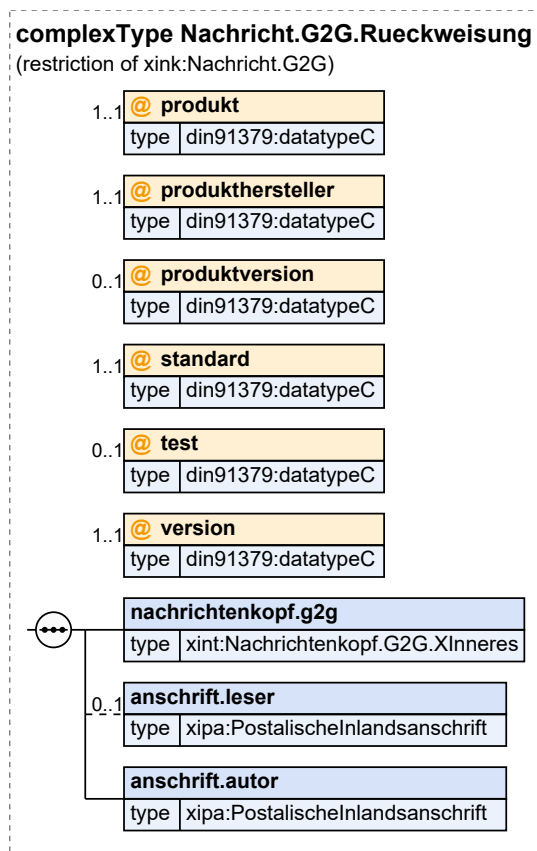 complexType Nachricht.G2G.Rueckweisung
(restriction of xink:Nachricht.G2G)
1..1 @ produkt
type din91379:datatypeC
1..1 @ produkthersteller
type din91379:datatypeC
0..1 @ produktversion
type din91379:datatypeC
1..1 @ standard
type din91379:datatypeC
0..1 @ test
type din91379:datatypeC
1..1 @ version
type din91379:datatypeC
nachrichtenkopf.g2g
type xint:Nachrichtenkopf.G2G.XInneres
0..1 anschrift.leser
type xipa:PostalischeInlandsanschrift
anschrift.autor
type xipa:PostalischeInlandsanschrift